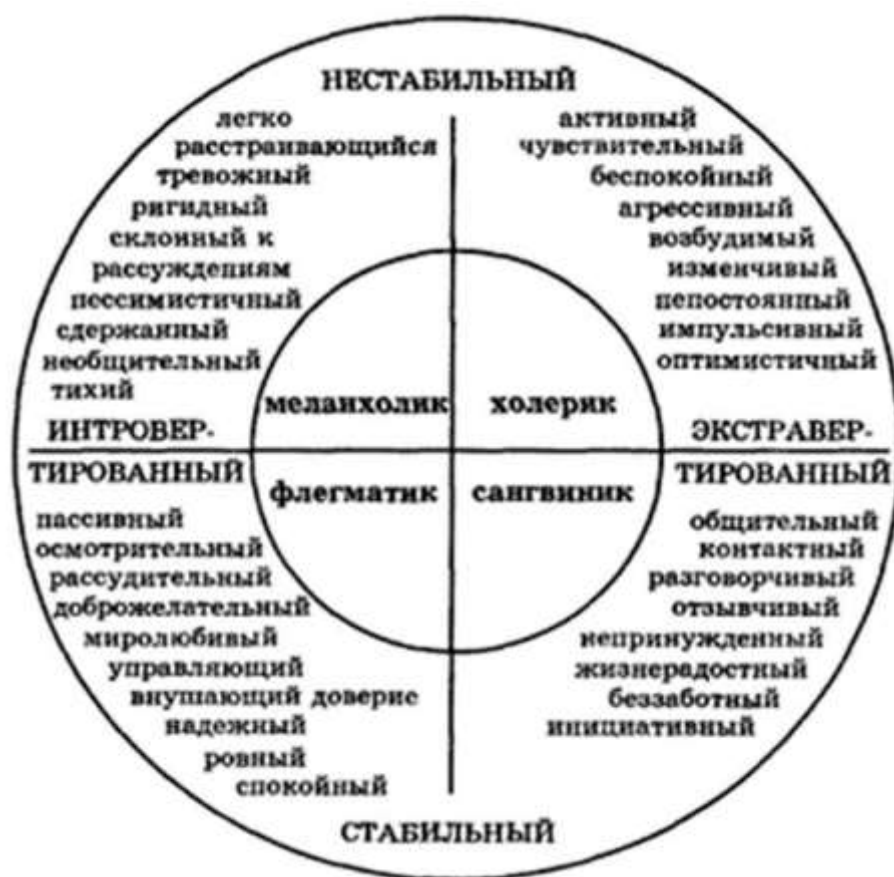 НЕСТАБИЛЬНЫЙ
легко
расстраивающийся
тревожный
ригидный
склонный к
рассуждениям
пессимистичный
сдержанный
необщительный
тихий
активный
чувствительный
беспокойный
агрессивный
возбудимый
изменчивый
непостоянный
импульсивный
оптимистичный
меланхолик
холерик
ИНТРОВЕР-
ТИРОВАННЫЙ
ЭКСТРАВЕР-
ТИРОВАННЫЙ
флегматик
сангвиник
пассивный
осмотрительный
рассудительный
доброжелательный
миролюбивый
управляющий
внушающий доверие
надежный
ровный
спокойный
общительный
контактный
разговорчивый
отзывчивый
непринужденный
жизнерадостный
беззаботный
инициативный
СТАБИЛЬНЫЙ